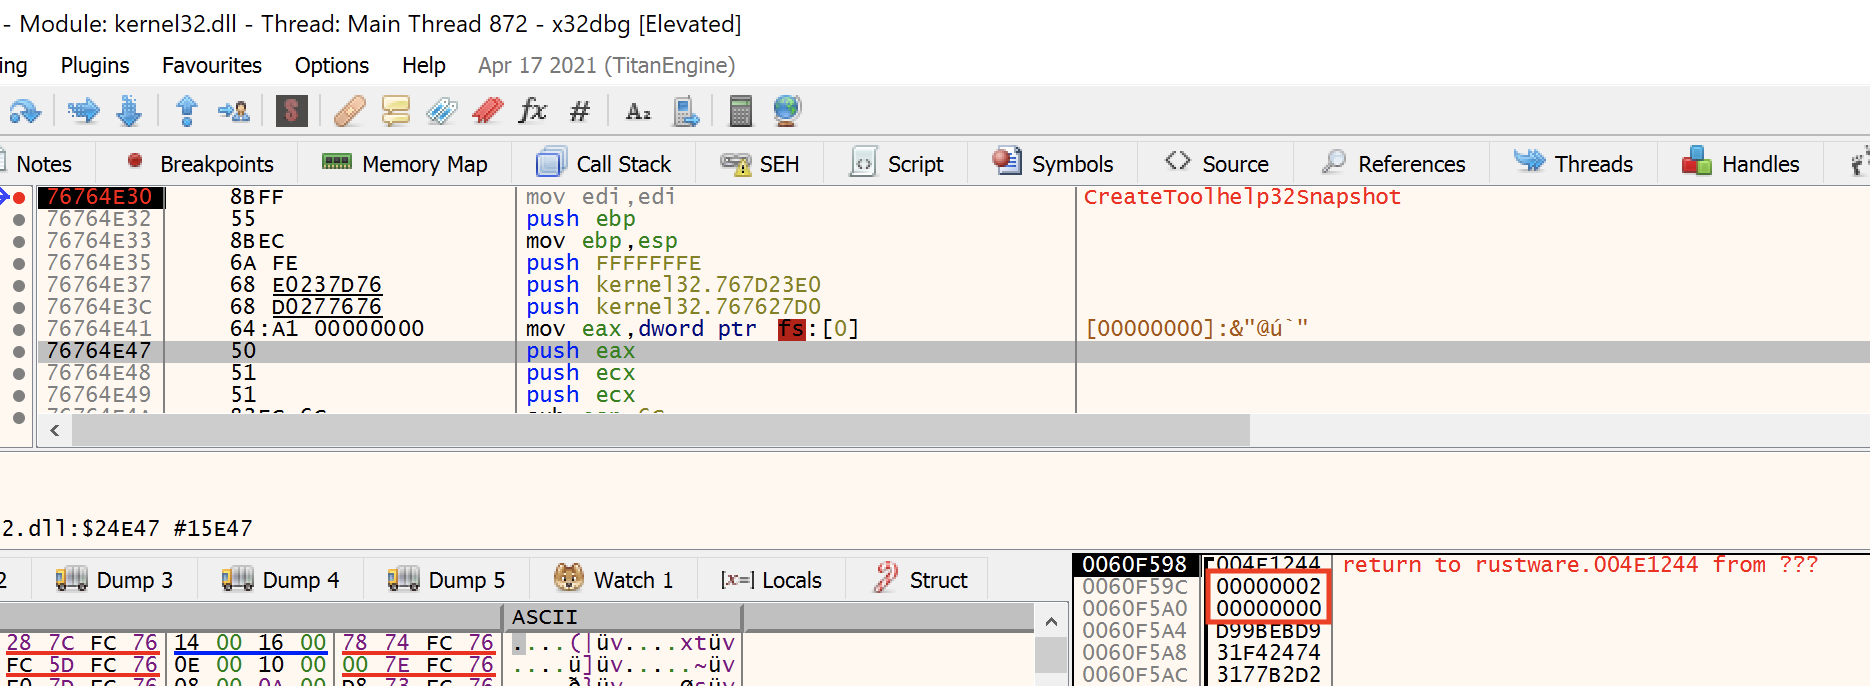 - Module: kernel32.dll - Thread: Main Thread 872 - x32dbg [Elevated]
ing Plugins Favourites Options Help Apr 17 2021 (TitanEngine)
$ fx # A2
Notes Breakpoints Memory Map Call Stack SEH Script Symbols Source References Threads Handles
76764E30 8BFF mov edi,edi CreateToolhelp32Snapshot
76764E32 55 push ebp
76764E33 8BEC mov ebp,esp
76764E35 6A FE push FFFFFFFE
76764E37 68 E0237D76 push kernel32.767D23E0
76764E3C 68 D0277676 push kernel32.767627D0
76764E41 64:A1 00000000 mov eax,dword ptr fs:[0] [00000000]:&"@ú`"
76764E47 50 push eax
76764E48 51 push ecx
76764E49 51 push ecx
2.dll:$24E47 #15E47
2 Dump 3 Dump 4 Dump 5 Watch 1 [x=] Locals Struct
ASCII
28 7C FC 76 14 00 16 00 78 74 FC 76 ....(|üv....xtüv
FC 5D FC 76 0E 00 10 00 00 7E FC 76 ....ü]üv.....~üv
0060F598 004E1244 return to rustware.004E1244 from ???
0060F59C 00000002
0060F5A0 00000000
0060F5A4 D99BEBD9
0060F5A8 31F42474
0060F5AC 3177B2D2